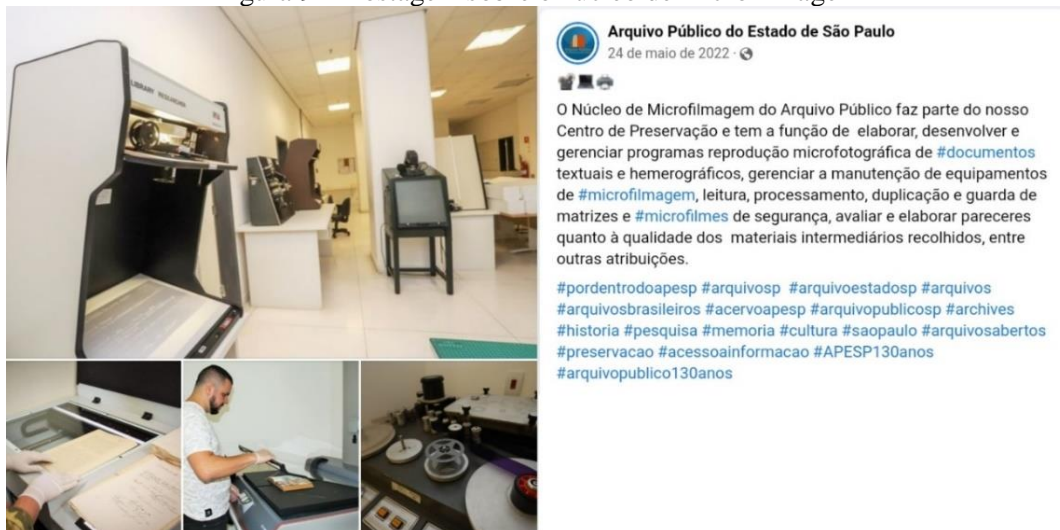 Arquivo Público do Estado de São Paulo
24 de maio de 2022 ·
O Núcleo de Microfilmagem do Arquivo Público faz parte do nosso
Centro de Preservação e tem a função de elaborar, desenvolver e
gerenciar programas reprodução microfotográfica de #documentos
textuais e hemerográficos, gerenciar a manutenção de equipamentos
de #microfilmagem, leitura, processamento, duplicação e guarda de
matrizes e #microfilmes de segurança, avaliar e elaborar pareceres
quanto à qualidade dos materiais intermediários recolhidos, entre
outras atribuições.
#pordentrodoapesp #arquivosp #arquivoestadosp #arquivos
#arquivosbrasileiros #acervoapesp #arquivopublicosp #archives
#historia #pesquisa #memoria #cultura #saopaulo #arquivosabertos
#preservacao #acessoainformacao #APESP130anos
#arquivopublico130anos
LIBRARY RESEARCHER